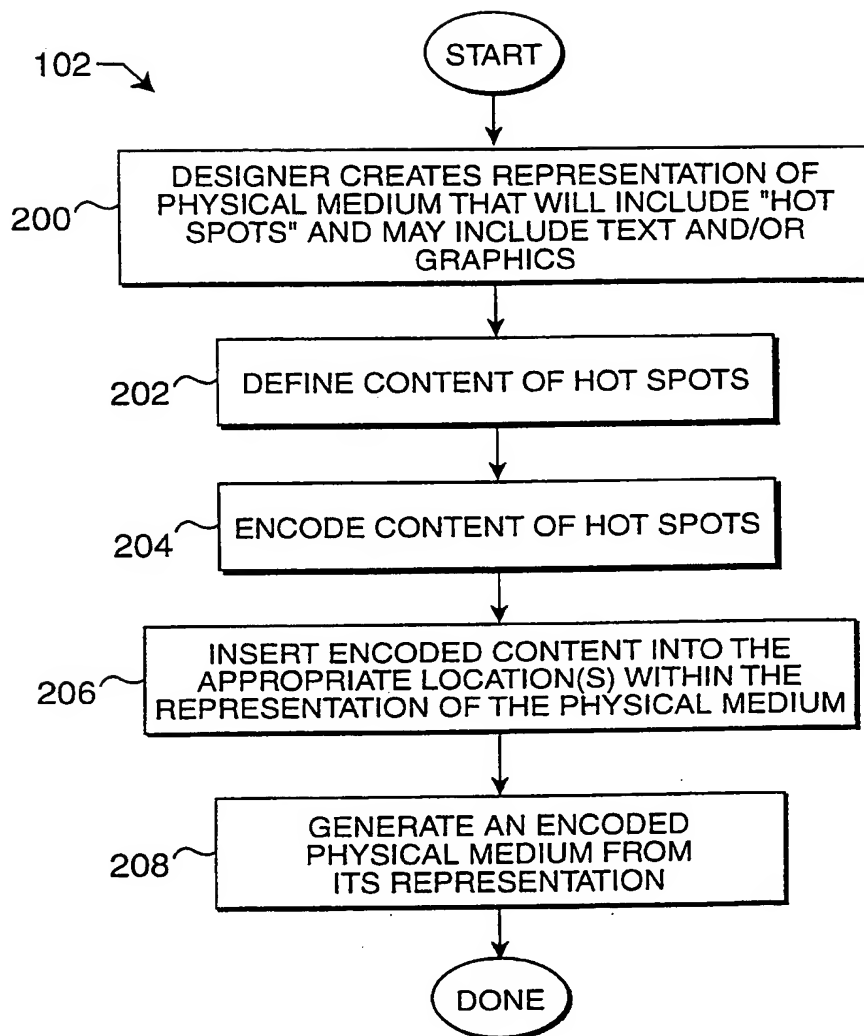 102
START
200
DESIGNER CREATES REPRESENTATION OF
PHYSICAL MEDIUM THAT WILL INCLUDE "HOT
SPOTS" AND MAY INCLUDE TEXT AND/OR
GRAPHICS
202
DEFINE CONTENT OF HOT SPOTS
204
ENCODE CONTENT OF HOT SPOTS
206
INSERT ENCODED CONTENT INTO THE
APPROPRIATE LOCATION(S) WITHIN THE
REPRESENTATION OF THE PHYSICAL MEDIUM
208
GENERATE AN ENCODED
PHYSICAL MEDIUM FROM
ITS REPRESENTATION
DONE